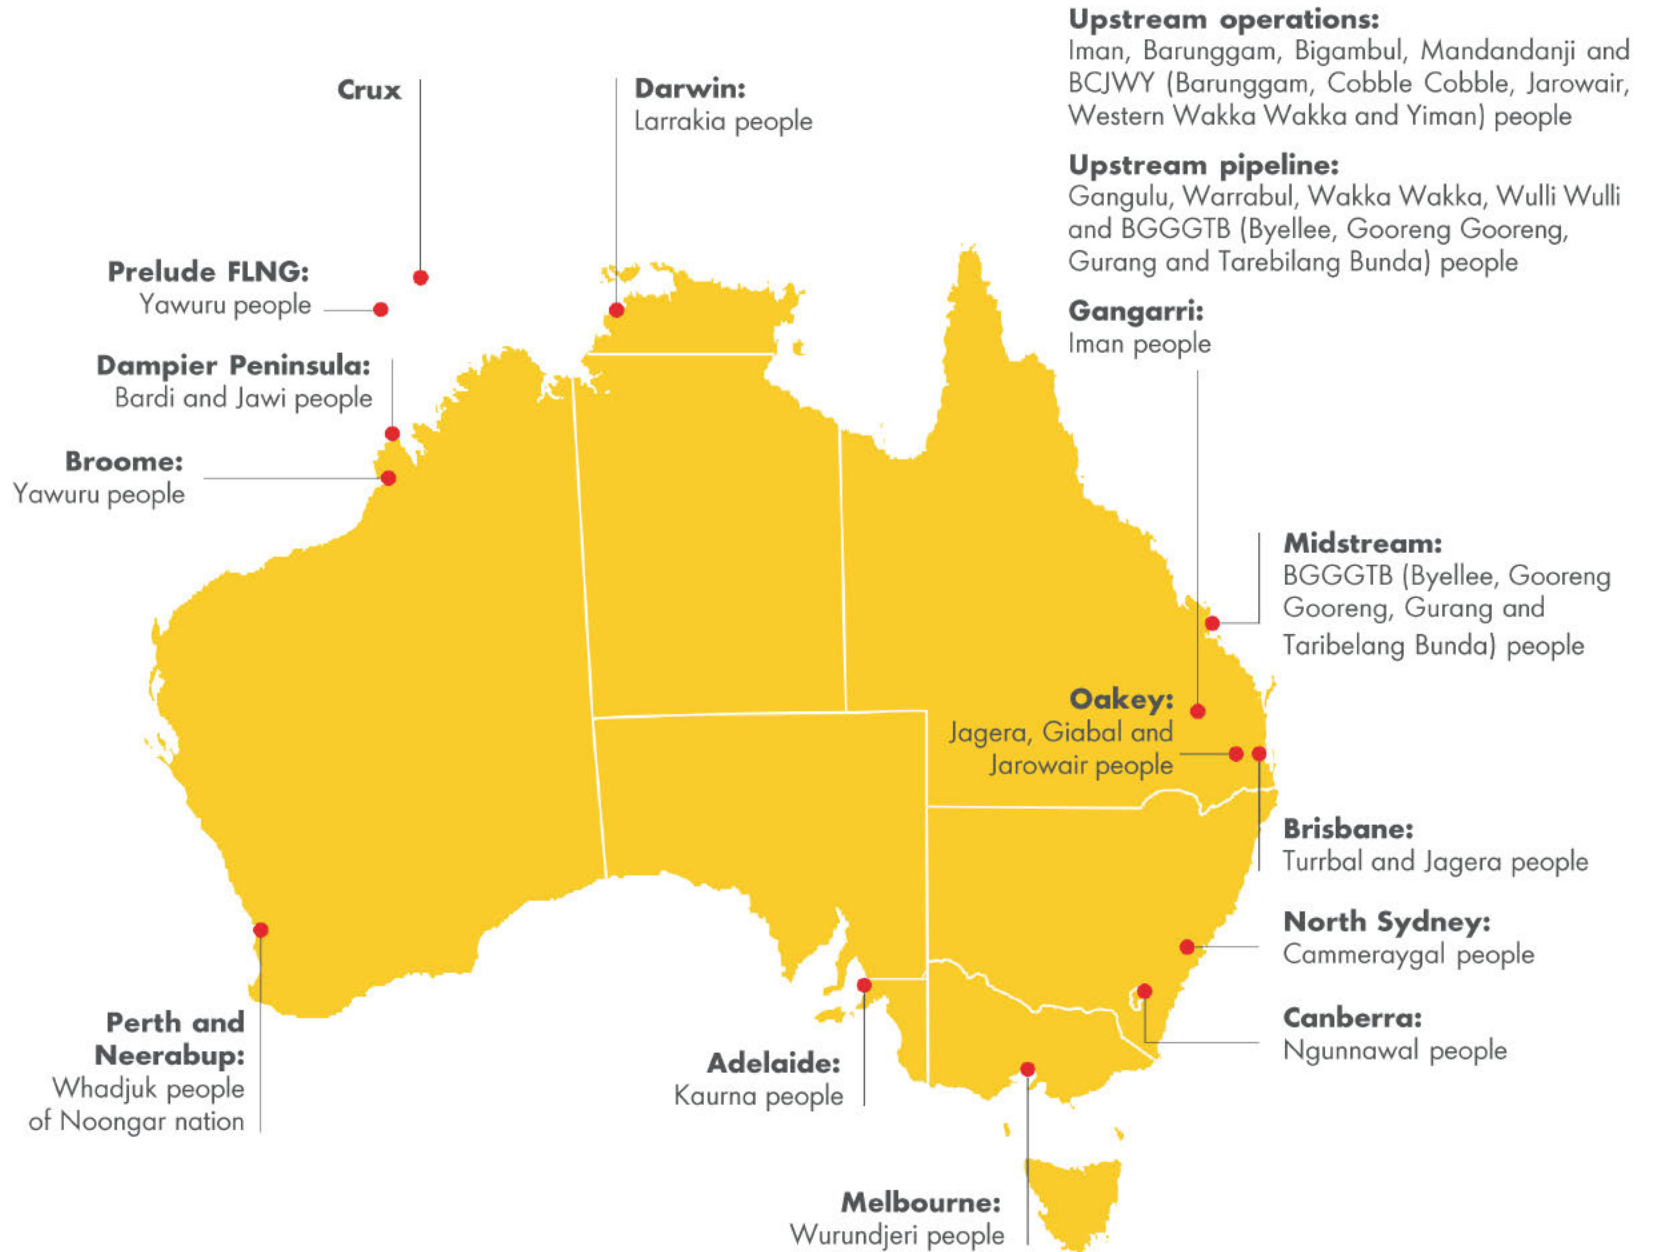 Upstream operations:
Iman, Barunggam, Bigambul, Mandandanji and
BCJWY (Barunggam, Cobble Cobble, Jarowair,
Western Wakka Wakka and Yiman) people
Upstream pipeline:
Gangulu, Warrabul, Wakka Wakka, Wulli Wulli
and BGGGTB (Byellee, Gooreng Gooreng,
Gurang and Tarebilang Bunda) people
Gangarri:
Iman people
Crux
Darwin:
Larrakia people
Prelude FLNG:
Yawuru people
Dampier Peninsula:
Bardi and Jawi people
Broome:
Yawuru people
Midstream:
BGGGTB (Byellee, Gooreng
Gooreng, Gurang and
Taribelang Bunda) people
Oakey:
Jagera, Giabal and
Jarowair people
Brisbane:
Turrbal and Jagera people
North Sydney:
Cammeraygal people
Canberra:
Ngunnawal people
Perth and
Neerabup:
Whadjuk people
of Noongar nation
Adelaide:
Kaurna people
Melbourne:
Wurundjeri people